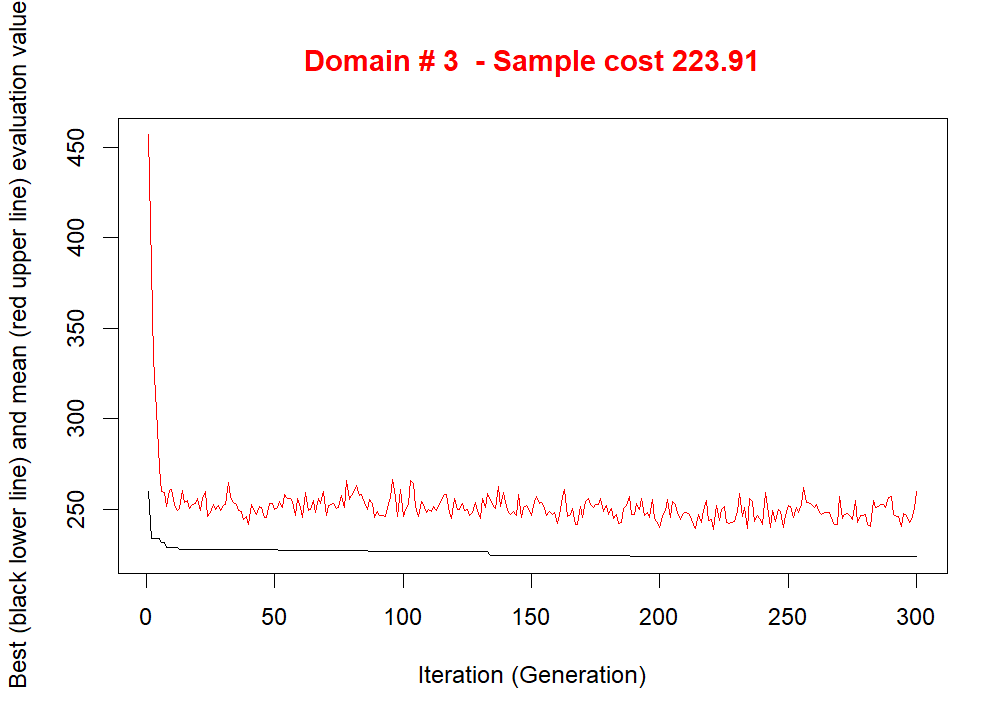 Domain # 3  - Sample cost 223.91
Best (black lower line) and mean (red upper line) evaluation value
450
400
350
300
250
0 50 100 150 200 250 300
Iteration (Generation)